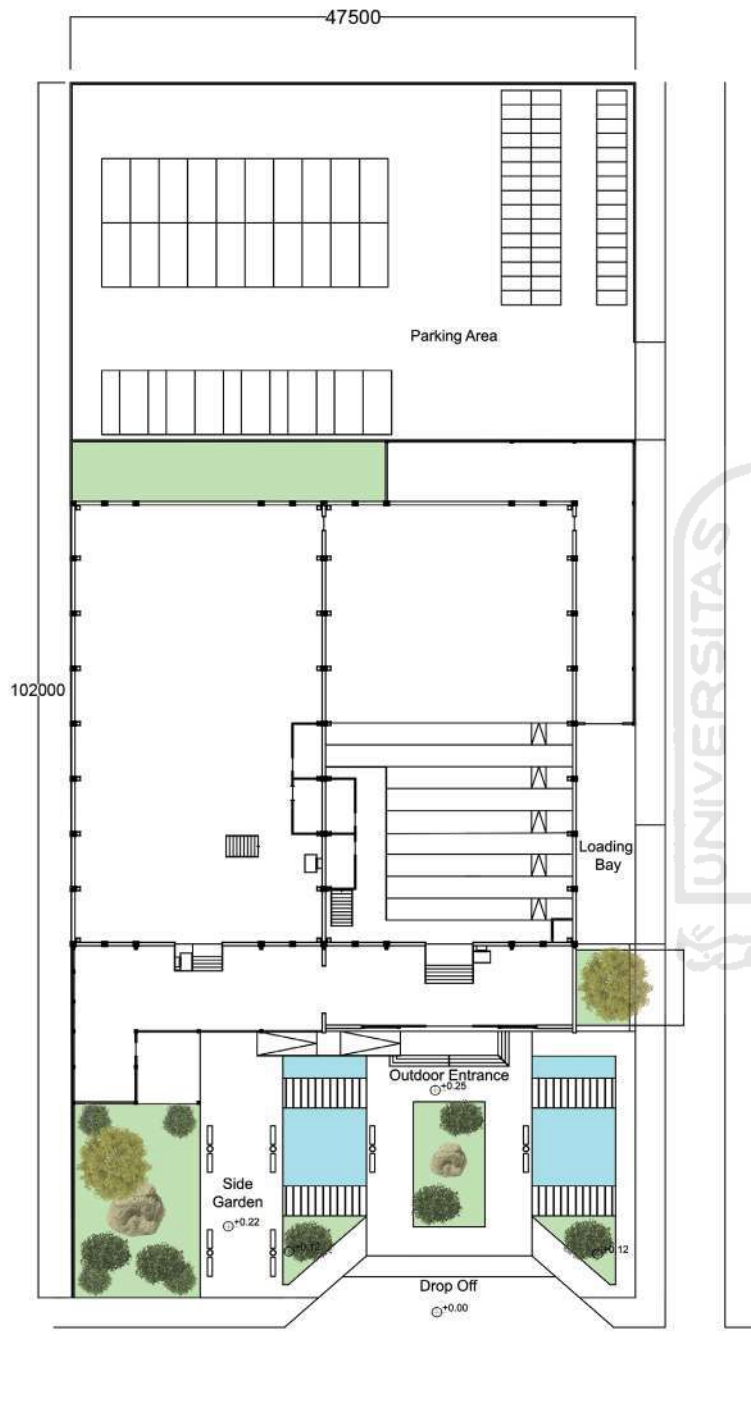 47500
Parking Area
102000
UNIVERSITAS
Loading
Bay
Outdoor Entrance
+0.25
Side
Garden
+0.22
+0.12
+0.12
Drop Off
+0.00